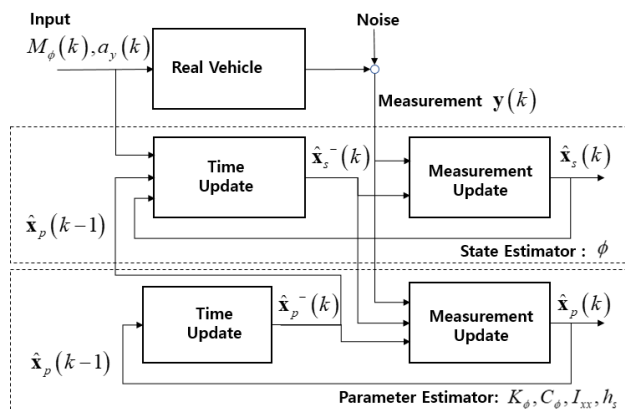 Input
Noise
M_ϕ(k), a_y(k)
Real Vehicle
Measurement y(k)
Time Update
x̂_s⁻(k)
Measurement Update
x̂_s(k)
x̂_p(k−1)
State Estimator : ϕ
Time Update
x̂_p⁻(k)
Measurement Update
x̂_p(k)
x̂_p(k−1)
Parameter Estimator: K_ϕ, C_ϕ, I_xx, h_s